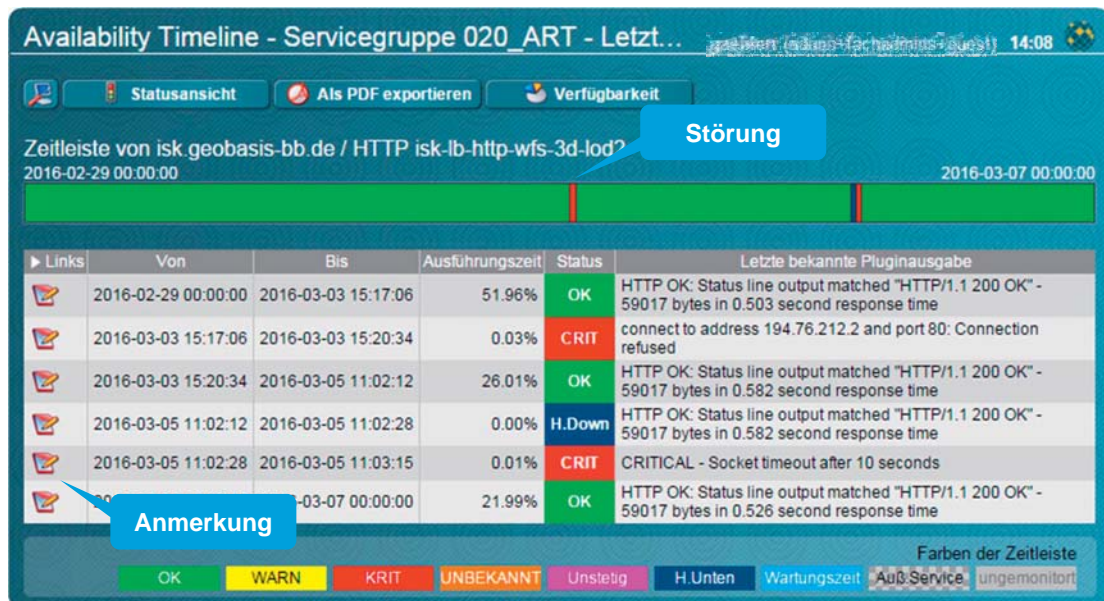 Availability Timeline - Servicegruppe 020_ART - Letzt... 14:08
Statusansicht Als PDF exportieren Verfügbarkeit
Störung
Zeitleiste von isk.geobasis-bb.de / HTTP isk-lb-http-wfs-3d-lod2
2016-02-29 00:00:00 2016-03-07 00:00:00
Links Von Bis Ausführungszeit Status Letzte bekannte Pluginausgabe
2016-02-29 00:00:00 2016-03-03 15:17:06 51.96% OK HTTP OK: Status line output matched "HTTP/1.1 200 OK" -
59017 bytes in 0.503 second response time
2016-03-03 15:17:06 2016-03-03 15:20:34 0.03% CRIT connect to address 194.76.212.2 and port 80: Connection
refused
2016-03-03 15:20:34 2016-03-05 11:02:12 26.01% OK HTTP OK: Status line output matched "HTTP/1.1 200 OK" -
59017 bytes in 0.582 second response time
2016-03-05 11:02:12 2016-03-05 11:02:28 0.00% H.Down HTTP OK: Status line output matched "HTTP/1.1 200 OK" -
59017 bytes in 0.582 second response time
2016-03-05 11:02:28 2016-03-05 11:03:15 0.01% CRIT CRITICAL - Socket timeout after 10 seconds
-03-07 00:00:00 21.99% OK HTTP OK: Status line output matched "HTTP/1.1 200 OK" -
59017 bytes in 0.526 second response time
Anmerkung
Farben der Zeitleiste
OK WARN KRIT UNBEKANNT Unstetig H.Unten Wartungszeit Auß.Service ungemonitort